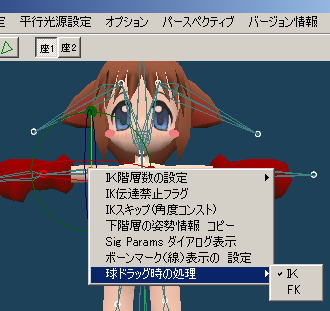 平行光源設定 オプション パースペクティブ バージョン情報
座1 座2
IK階層数の設定
IK伝達禁止フラグ
IKスキップ(角度コンスト)
下階層の姿勢情報 コピー
Sig Params ダイアログ表示
ボーンマーク(線)表示の 設定
球ドラッグ時の処理
IK
FK